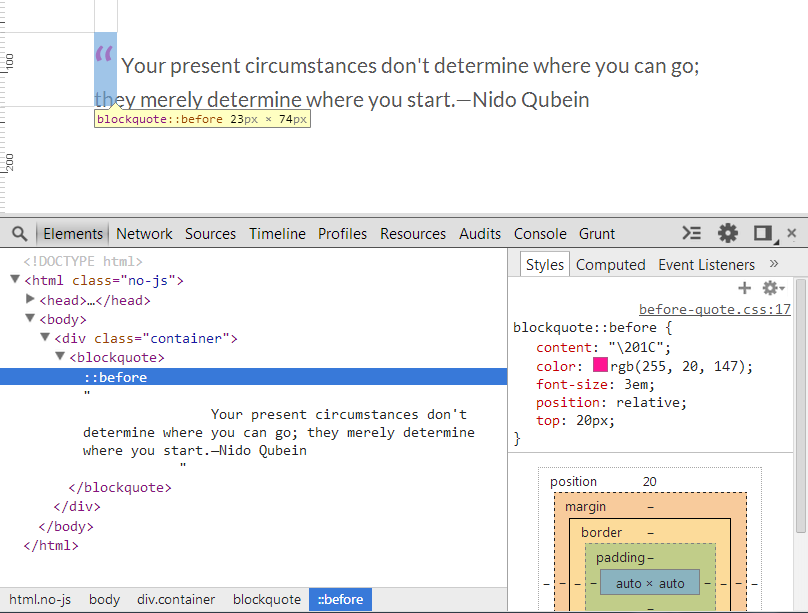 100
“ Your present circumstances don't determine where you can go;
they merely determine where you start.—Nido Qubein
blockquote::before 23px × 74px
200
Elements Network Sources Timeline Profiles Resources Audits Console Grunt
<!DOCTYPE html>
<html class="no-js">
<head>…</head>
<body>
<div class="container">
<blockquote>
::before
"
Your present circumstances don't
determine where you can go; they merely determine
where you start.—Nido Qubein
"
</blockquote>
</div>
</body>
</html>
html.no-js body div.container blockquote ::before
Styles Computed Event Listeners »
before-quote.css:17
blockquote::before {
content: "\201C";
color: rgb(255, 20, 147);
font-size: 3em;
position: relative;
top: 20px;
}
position 20
margin –
border –
padding –
– – – – auto × auto – – – –
–